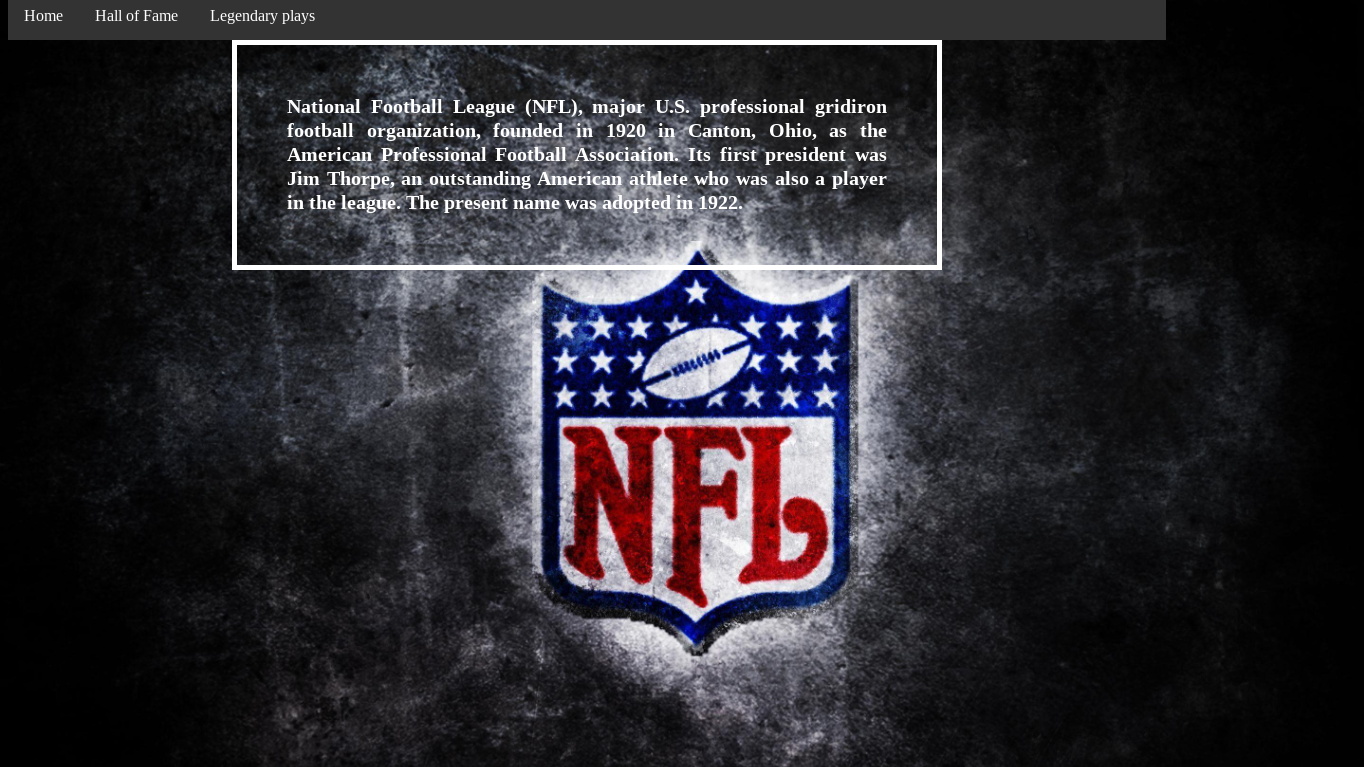 Home Hall of Fame Legendary plays
National Football League (NFL), major U.S. professional gridiron
football organization, founded in 1920 in Canton, Ohio, as the
American Professional Football Association. Its first president was
Jim Thorpe, an outstanding American athlete who was also a player
in the league. The present name was adopted in 1922.
NFL